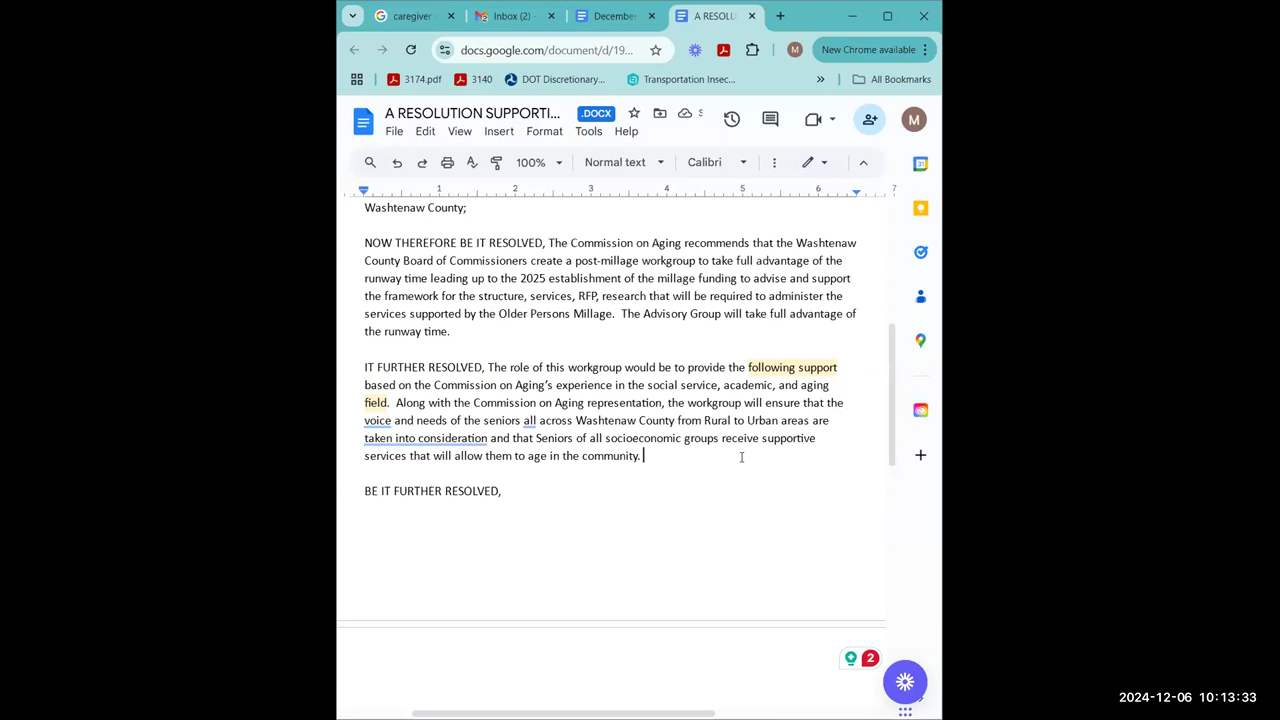 caregiver
Inbox (2)
December
A RESOLU
docs.google.com/document/d/19...
M
New Chrome available
3174.pdf
3140
DOT Discretionary...
Transportation Insec...
»
All Bookmarks
A RESOLUTION SUPPORTI...
.DOCX
S
File Edit View Insert Format Tools Help
M
100%
Normal text
Calibri
1 2 3 4 5 6 7
Washtenaw County;
NOW THEREFORE BE IT RESOLVED, The Commission on Aging recommends that the Washtenaw
County Board of Commissioners create a post-millage workgroup to take full advantage of the
runway time leading up to the 2025 establishment of the millage funding to advise and support
the framework for the structure, services, RFP, research that will be required to administer the
services supported by the Older Persons Millage.  The Advisory Group will take full advantage of
the runway time.
IT FURTHER RESOLVED, The role of this workgroup would be to provide the following support
based on the Commission on Aging’s experience in the social service, academic, and aging
field.  Along with the Commission on Aging representation, the workgroup will ensure that the
voice and needs of the seniors all across Washtenaw County from Rural to Urban areas are
taken into consideration and that Seniors of all socioeconomic groups receive supportive
services that will allow them to age in the community.
BE IT FURTHER RESOLVED,
2
2024-12-06 10:13:33